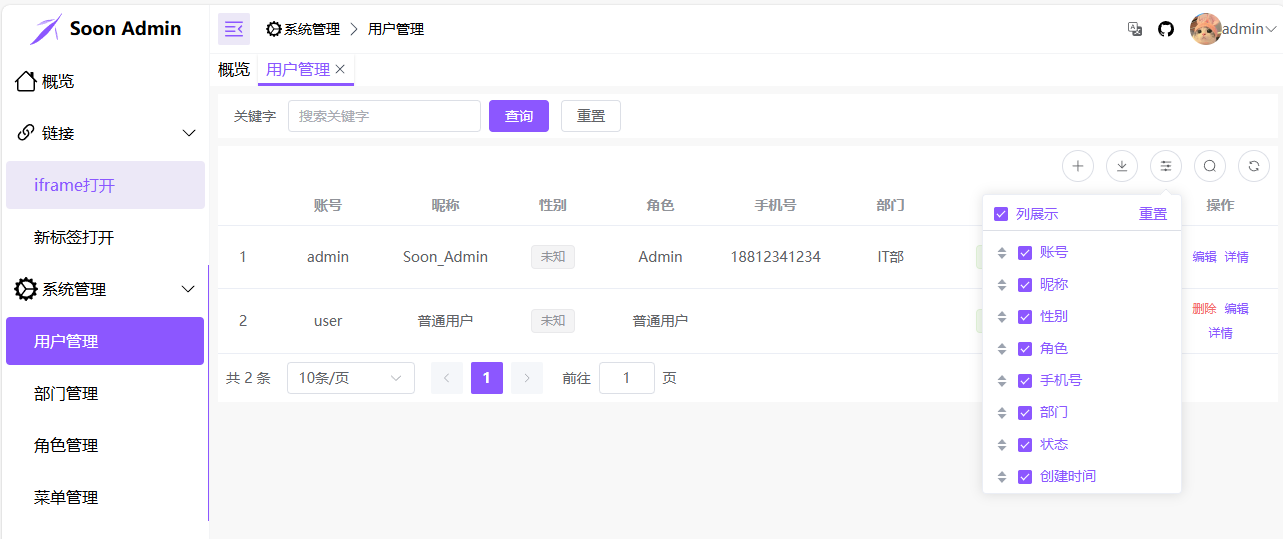 Soon Admin
系统管理 > 用户管理
admin
概览
链接
iframe打开
新标签打开
系统管理
用户管理
部门管理
角色管理
菜单管理
概览 用户管理
关键字 搜索关键字 查询 重置
账号 昵称 性别 角色 手机号 部门 操作
1 admin Soon_Admin 未知 Admin 18812341234 IT部 编辑 详情
2 user 普通用户 未知 普通用户 删除 编辑
详情
共 2 条 10条/页 1 前往 1 页
列展示 重置
账号
昵称
性别
角色
手机号
部门
状态
创建时间